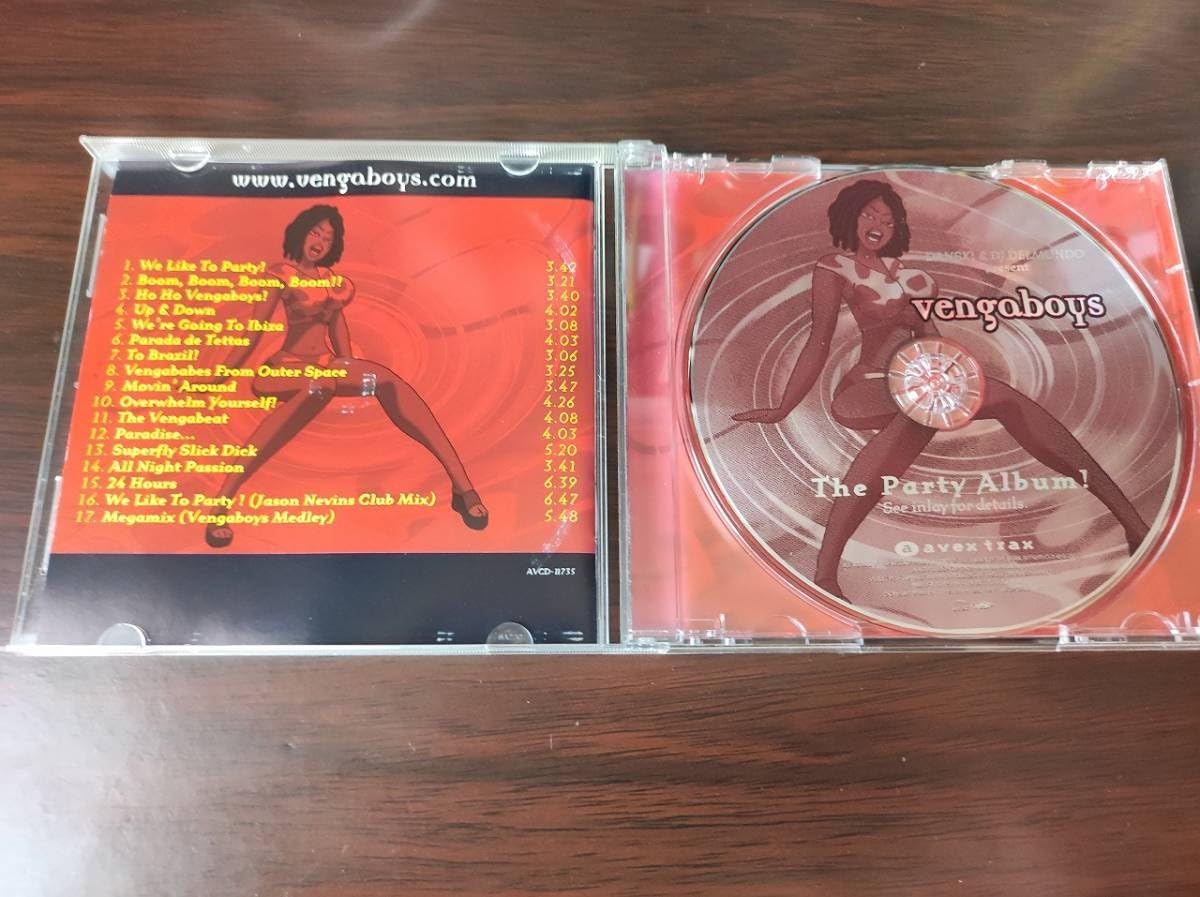 www.vengaboys.com
1. We Like To Party! 3.42
2. Boom, Boom, Boom, Boom!! 3.21
3. Ho Ho Vengaboys! 3.40
4. Up & Down 4.02
5. We're Going To Ibiza 3.08
6. Parada de Tettas 4.03
7. To Brazil! 3.06
8. Vengababes From Outer Space 3.25
9. Movin' Around 3.47
10. Overwhelm Yourself! 4.26
11. The Vengabeat 4.08
12. Paradise... 4.03
13. Superfly Slick Dick 5.20
14. All Night Passion 3.41
15. 24 Hours 6.39
16. We Like To Party ! (Jason Nevins Club Mix) 6.47
17. Megamix (Vengaboys Medley) 5.48
AVCD-11735
DANSKI & DJ DELMUNDO
present
vengaboys
The Party Album!
See inlay for details.
a avex trax